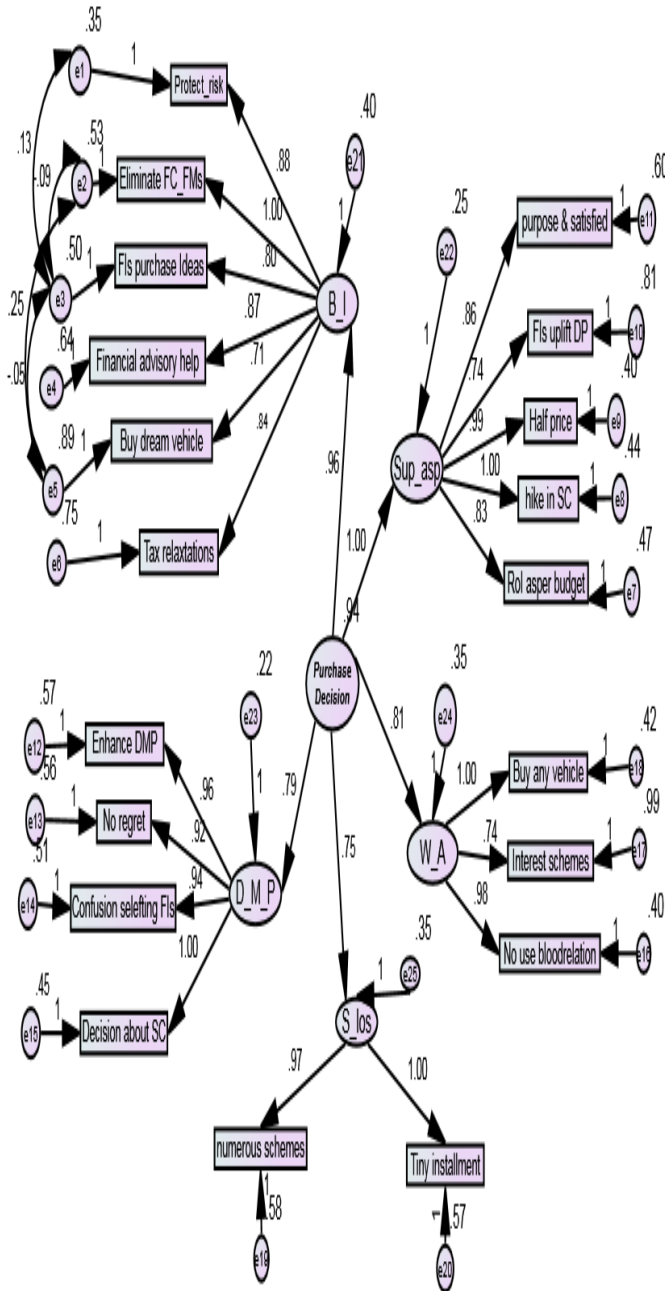 .35
e1
1
Protect_risk
.13
-.09
.53
e2
1
Eliminate FC_FMs
.50
e3
1
FIs purchase Ideas
.25
.64
e4
1
Financial advisory help
-.05
.89
e5
1
Buy dream vehicle
.75
e6
1
Tax relaxtations
.88
1.00
.80
.87
.71
.84
.40
e21
1
B_I
.96
.25
e22
1
Sup_asp
1.00
.94
.86
.74
.99
1.00
.83
purpose & satisfied
1
e11
.60
FIs uplift DP
1
e10
.81
Half price
1
e9
.40
hike in SC
1
e8
.44
RoI asper budget
1
e7
.47
Purchase
Decision
.22
e23
1
.79
D_M_P
.57
e12
1
Enhance DMP
.56
e13
1
No regret
.51
e14
1
Confusion selefting FIs
.45
e15
1
Decision about SC
.96
.92
.94
1.00
.81
.35
e24
1
W_A
1.00
.74
.98
Buy any vehicle
1
e18
.42
Interest schemes
1
e17
.99
No use bloodrelation
1
e16
.40
.75
.35
e25
1
S_los
.97
1.00
numerous schemes
1
.58
e19
Tiny installment
1
.57
e20